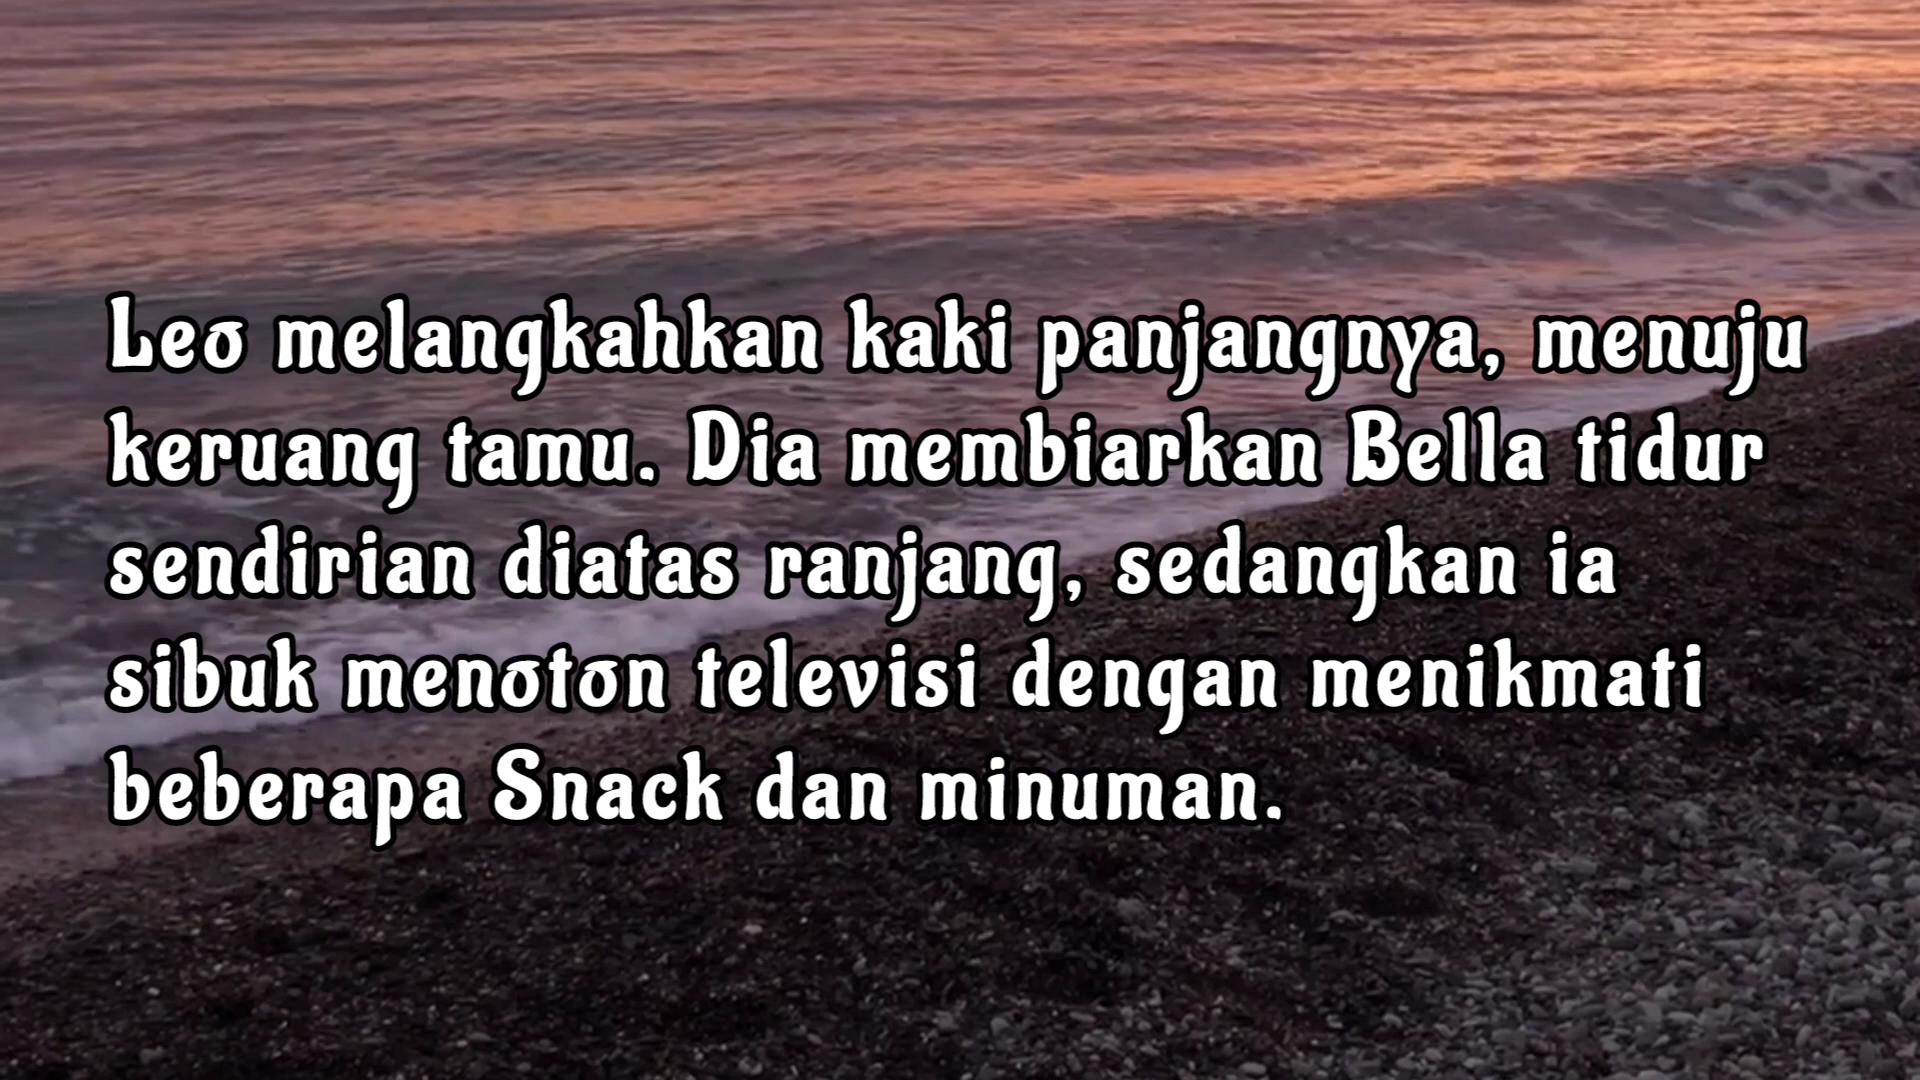 Leo melangkahkan kaki panjangnya, menuju
keruang tamu. Dia membiarkan Bella tidur
sendirian diatas ranjang, sedangkan ia
sibuk menoton televisi dengan menikmati
beberapa Snack dan minuman.